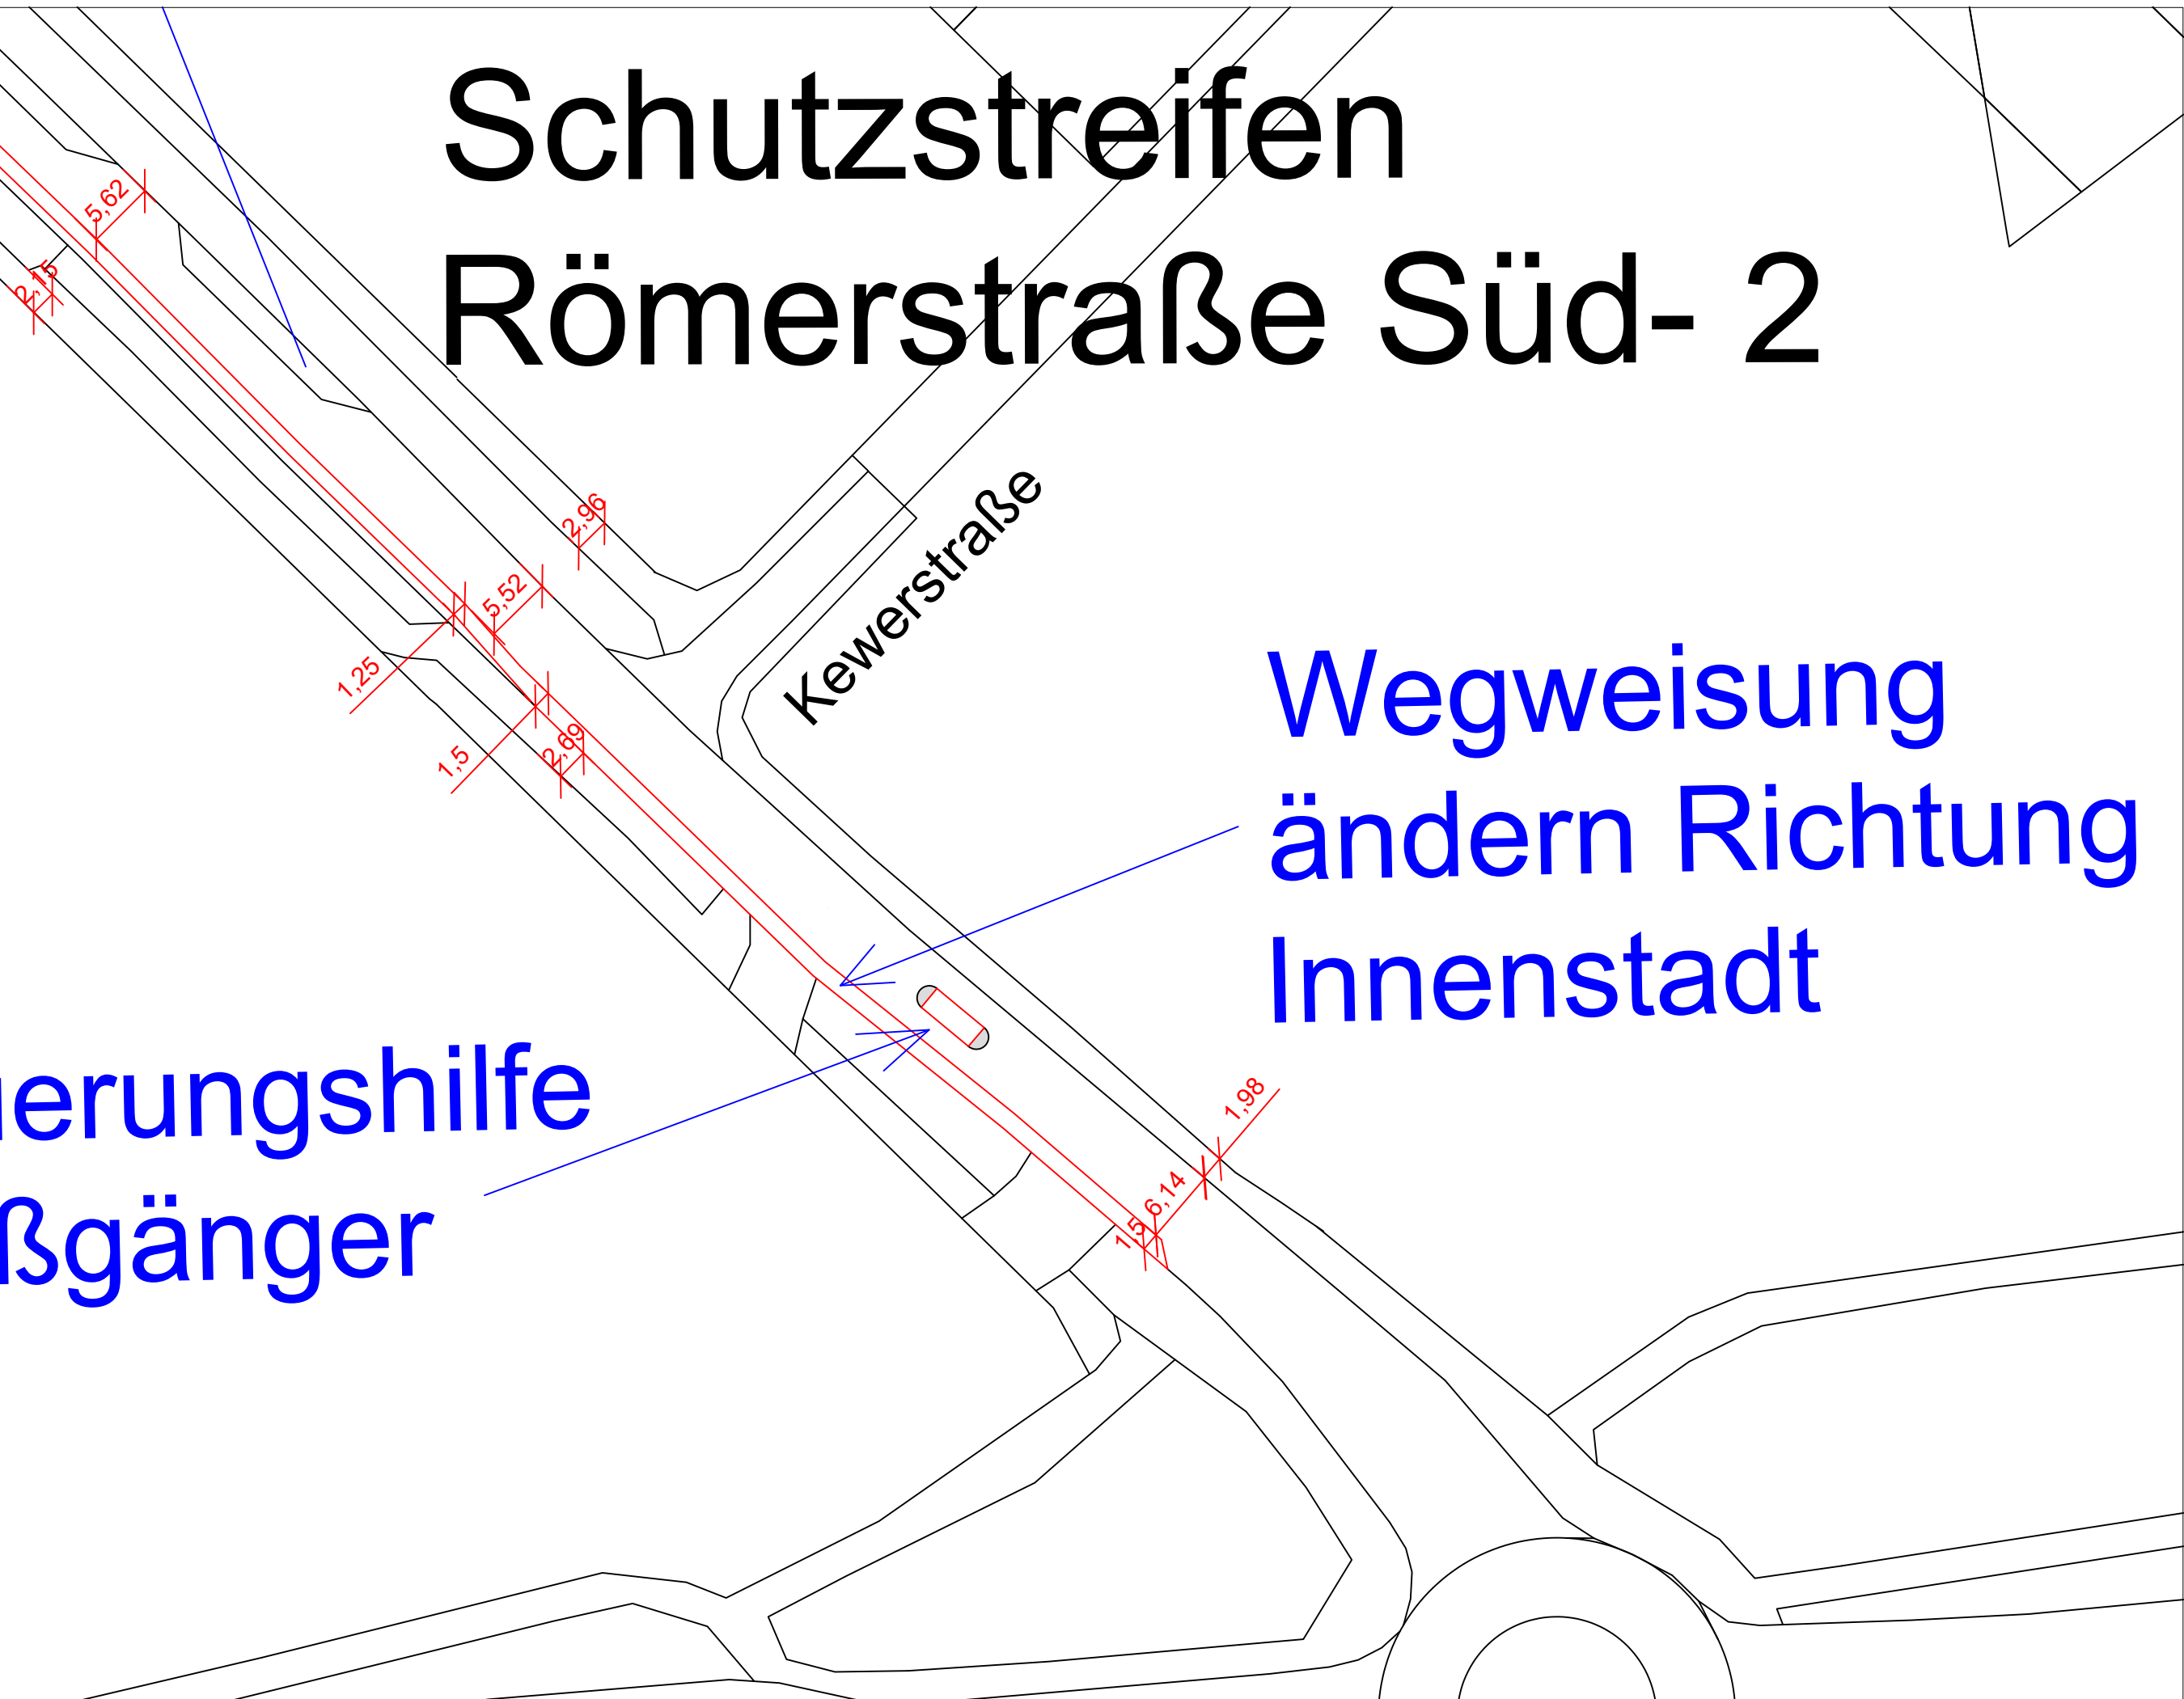 Schutzstreifen
Römerstraße Süd- 2
5,62
2,15
2,96
5,52
Kewerstraße
1,25
1,5
2,69
Wegweisung
ändern Richtung
Innenstadt
erungshilfe
ßgänger
1,98
6,14
1,5